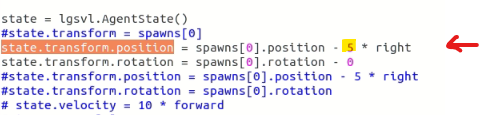 state = lgsvl.AgentState()
#state.transform = spawns[0]
state.transform.position = spawns[0].position - 5 * right
state.transform.rotation = spawns[0].rotation - 0
#state.transform.position = spawns[0].position - 5 * right
#state.transform.rotation = spawns[0].rotation
# state.velocity = 10 * forward